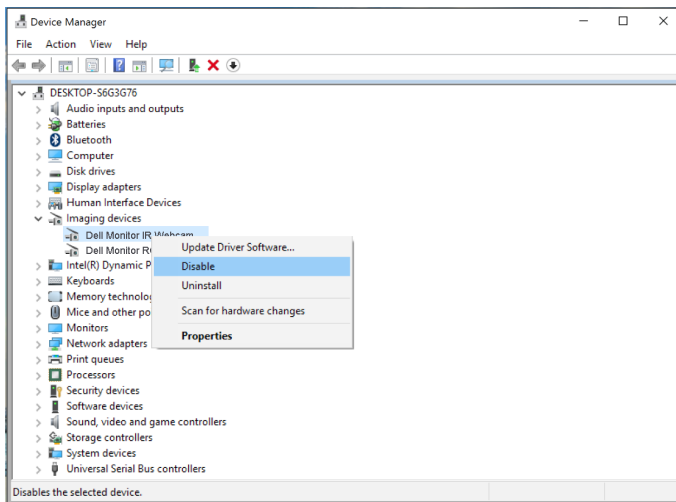 Device Manager
File Action View Help
DESKTOP-S6G3G76
Audio inputs and outputs
Batteries
Bluetooth
Computer
Disk drives
Display adapters
Human Interface Devices
Imaging devices
Dell Monitor IR Webcam
Dell Monitor
Intel(R) Dynamic
Keyboards
Memory
Mice and other
Monitors
Network adapters
Print queues
Processors
Security devices
Software devices
Sound, video and game controllers
Storage controllers
System devices
Universal Serial Bus controllers
Update Driver Software...
Disable
Uninstall
Scan for hardware changes
Properties
Disables the selected device.